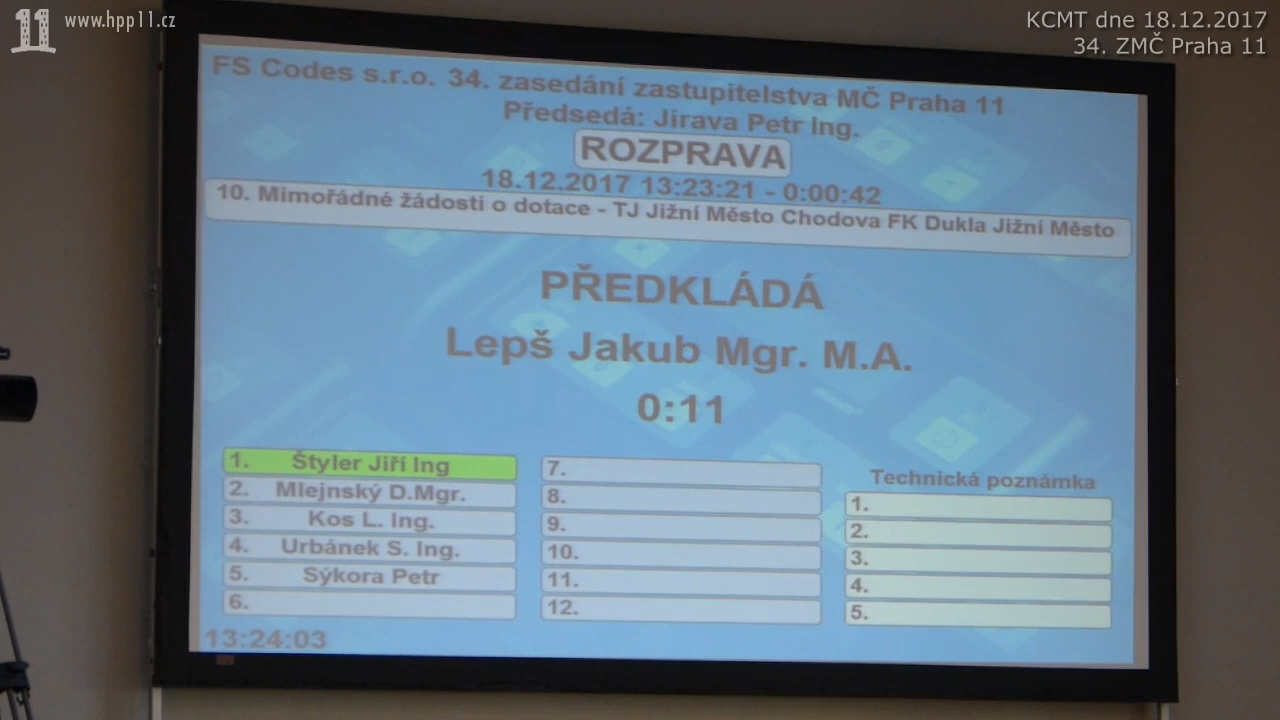 11 www.hpp11.cz
KCMT dne 18.12.2017
34. ZMČ Praha 11
FS Codes s.r.o. 34. zasedání zastupitelstva MČ Praha 11
Předsedá: Jirava Petr Ing.
ROZPRAVA
18.12.2017 13:23:21 - 0:00:42
10. Mimořádné žádosti o dotace - TJ Jižní Město Chodova FK Dukla Jižní Město
PŘEDKLÁDÁ
Lepš Jakub Mgr. M.A.
0:11
1. Štyler Jiří Ing
2. Mlejnský D.Mgr.
3. Kos L. Ing.
4. Urbánek S. Ing.
5. Sýkora Petr
6.
7.
8.
9.
10.
11.
12.
Technická poznámka
1.
2.
3.
4.
5.
13:24:03